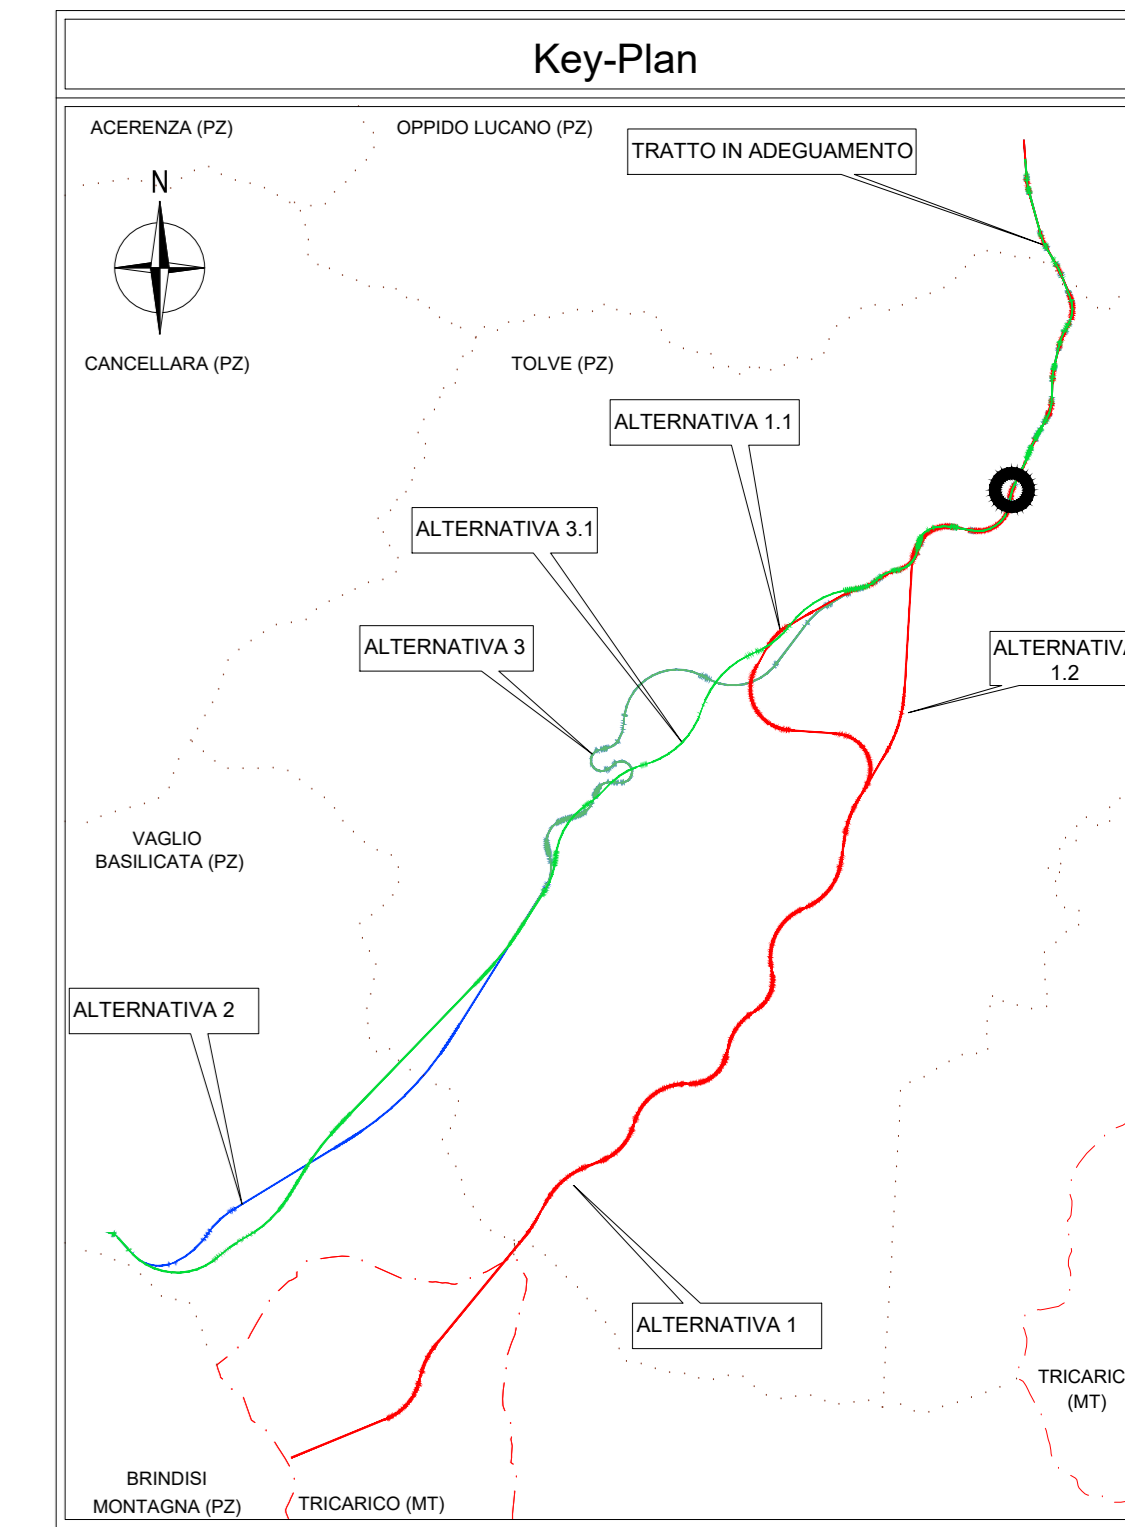 Key-Plan
ACERENZA (PZ)
OPPIDO LUCANO (PZ)
TRATTO IN ADEGUAMENTO
N
CANCELLARA (PZ)
TOLVE (PZ)
ALTERNATIVA 1.1
ALTERNATIVA 3.1
ALTERNATIVA 3
ALTERNATIVA
1.2
VAGLIO
BASILICATA (PZ)
ALTERNATIVA 2
ALTERNATIVA 1
TRICARIC
(MT)
BRINDISI
MONTAGNA (PZ)
TRICARICO (MT)